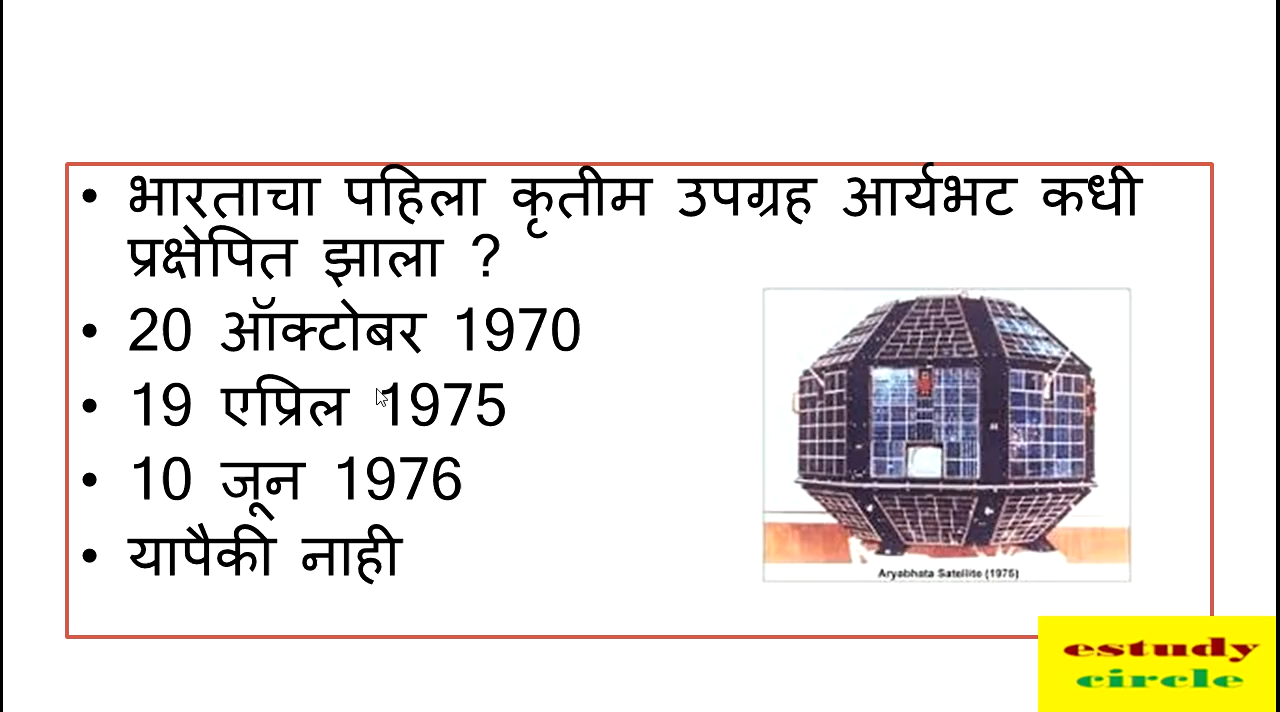 • भारताचा पहिला कृतीम उपग्रह आर्यभट कधी
प्रक्षेपित झाला ?
• 20 ऑक्टोबर 1970
• 19 एप्रिल 1975
• 10 जून 1976
• यापैकी नाही
Aryabhata Satellite (1975)
estudy
circle